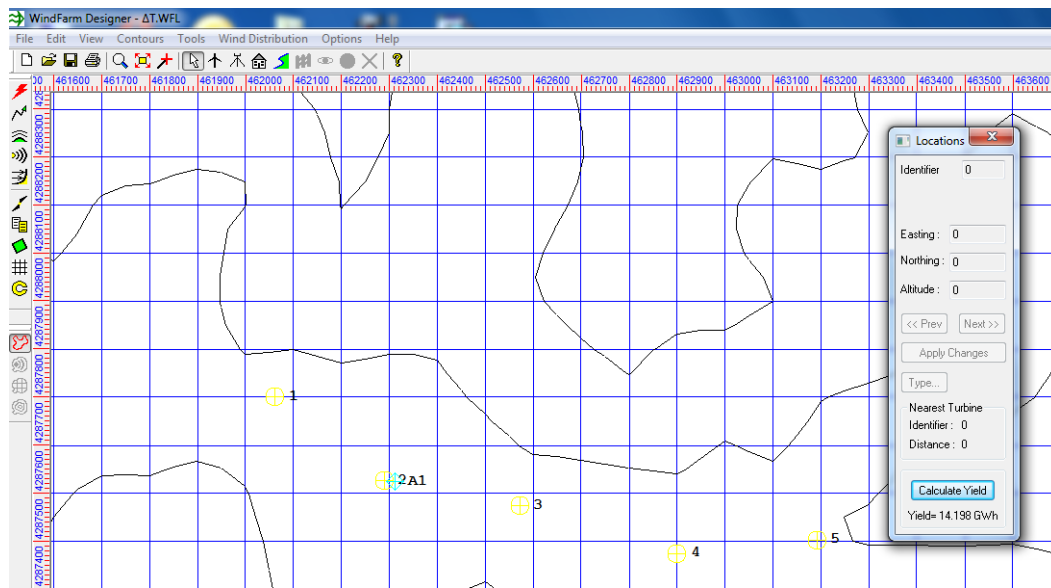 WindFarm Designer - ΔT.WFL
File Edit View Contours Tools Wind Distribution Options Help
00 461600 461700 461800 461900 462000 462100 462200 462300 462400 462500 462600 462700 462800 462900 463000 463100 463200 463300 463400 463500 463600
428
4288300
4288200
4288100
4288000
4287900
4287800
4287700
4287600
4287500
4287400
1
2A1
3
4
5
Locations
Identifier 0
Easting : 0
Northing : 0
Altitude : 0
<< Prev Next >>
Apply Changes
Type...
Nearest Turbine
Identifier : 0
Distance : 0
Calculate Yield
Yield= 14.198 GWh